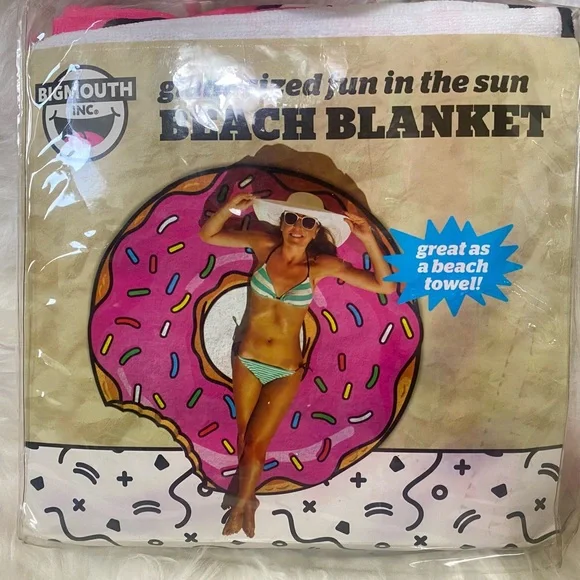 BIGMOUTH
INC.®
sized fun in the sun
BEACH BLANKET
great as
a beach
towel!